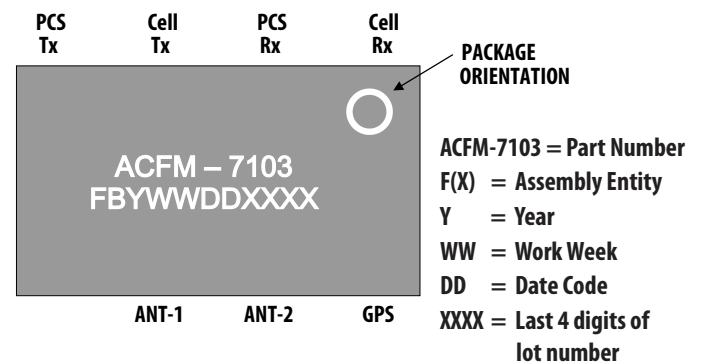 PCS Cell PCS Cell
Tx Tx Rx Rx
PACKAGE
ORIENTATION
ACFM – 7103
FBYWWDDXXXX
ANT-1 ANT-2 GPS
ACFM-7103 = Part Number
F(X) = Assembly Entity
Y = Year
WW = Work Week
DD = Date Code
XXXX = Last 4 digits of
lot number